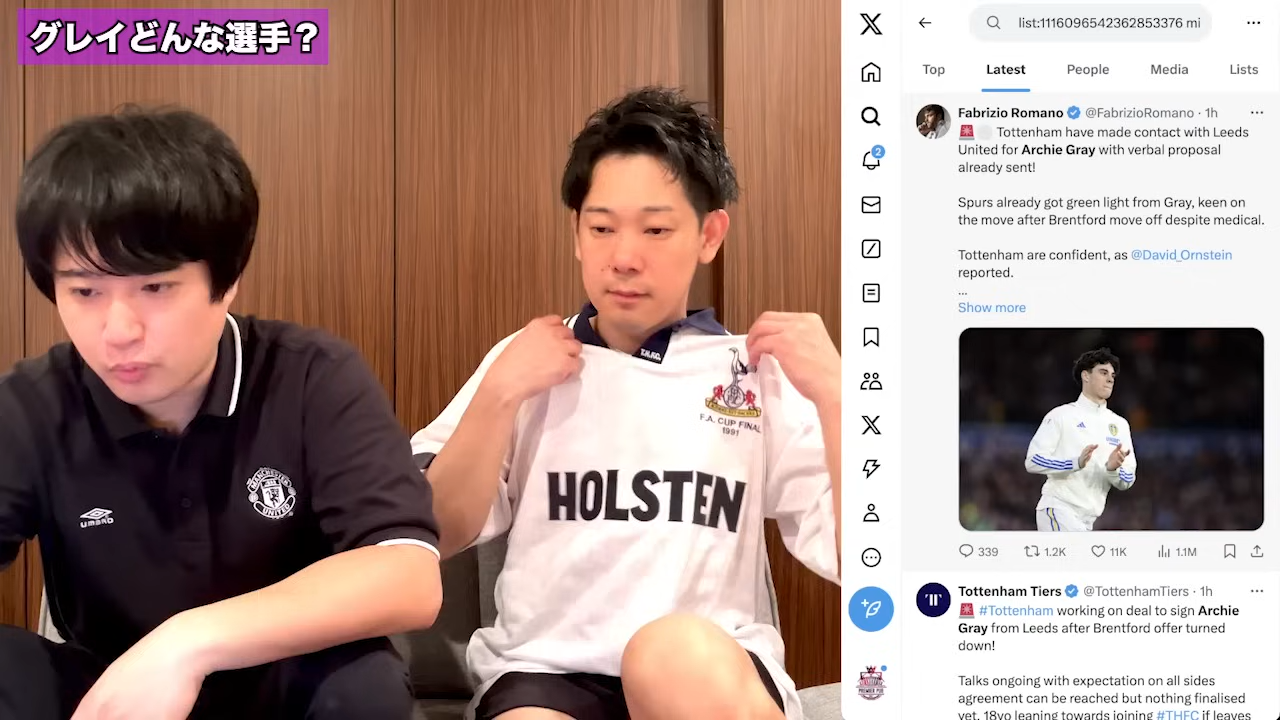 グレイどんな選手？
UMBRO
MANCHESTER
UNITED
T.H.F.C.
F.A. CUP FINAL
1991
HOLSTEN
2
list:1116096542362853376 mi
Top
Latest
People
Media
Lists
Fabrizio Romano @FabrizioRomano · 1h
Tottenham have made contact with Leeds
United for Archie Gray with verbal proposal
already sent!
Spurs already got green light from Gray, keen on
the move after Brentford move off despite medical.
Tottenham are confident, as @David_Ornstein
reported.
...
Show more
339
1.2K
11K
1.1M
Tottenham Tiers @TottenhamTiers · 1h
#Tottenham working on deal to sign Archie
Gray from Leeds after Brentford offer turned
down!
Talks ongoing with expectation on all sides
agreement can be reached but nothing finalised
yet. 18yo leaning towards joining #THFC if leaves